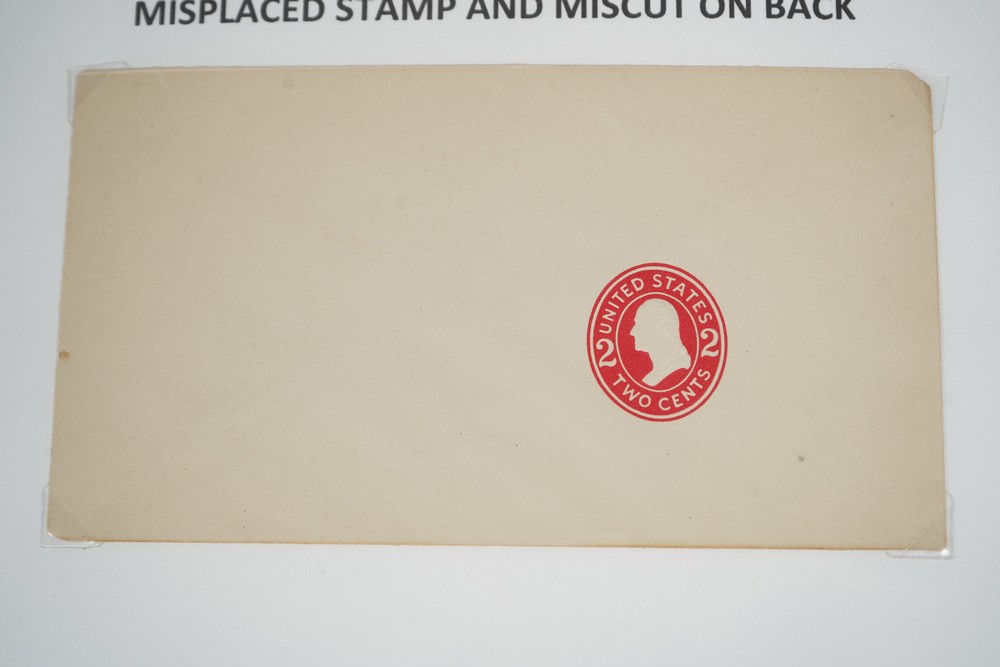 MISPLACED STAMP AND MISCUT ON BACK
UNITED STATES
2 2
TWO CENTS